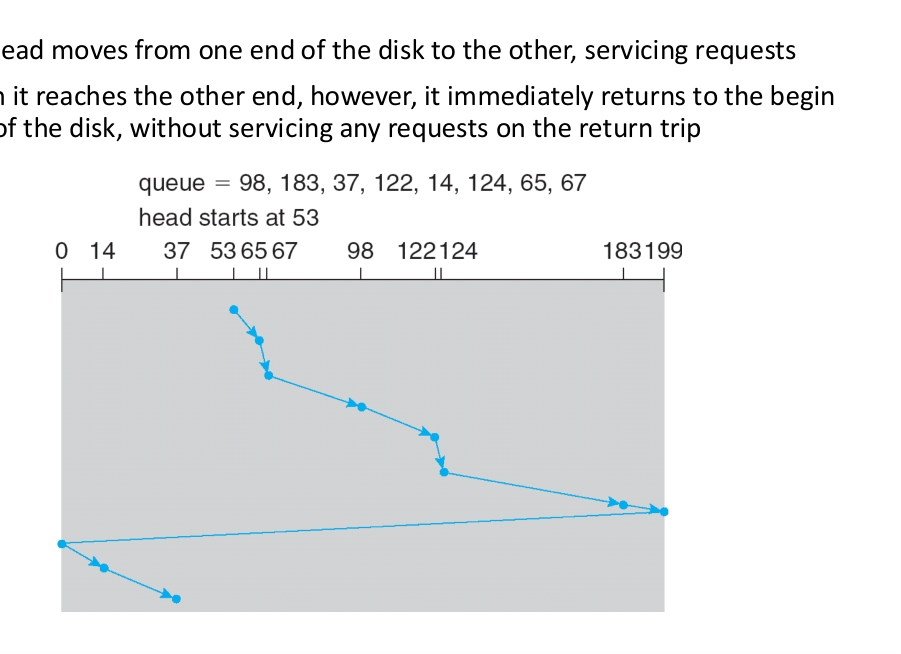 ead moves from one end of the disk to the other, servicing requests
it reaches the other end, however, it immediately returns to the begin
of the disk, without servicing any requests on the return trip
queue = 98, 183, 37, 122, 14, 124, 65, 67
head starts at 53
0 14 37 53 65 67 98 122 124 183 199